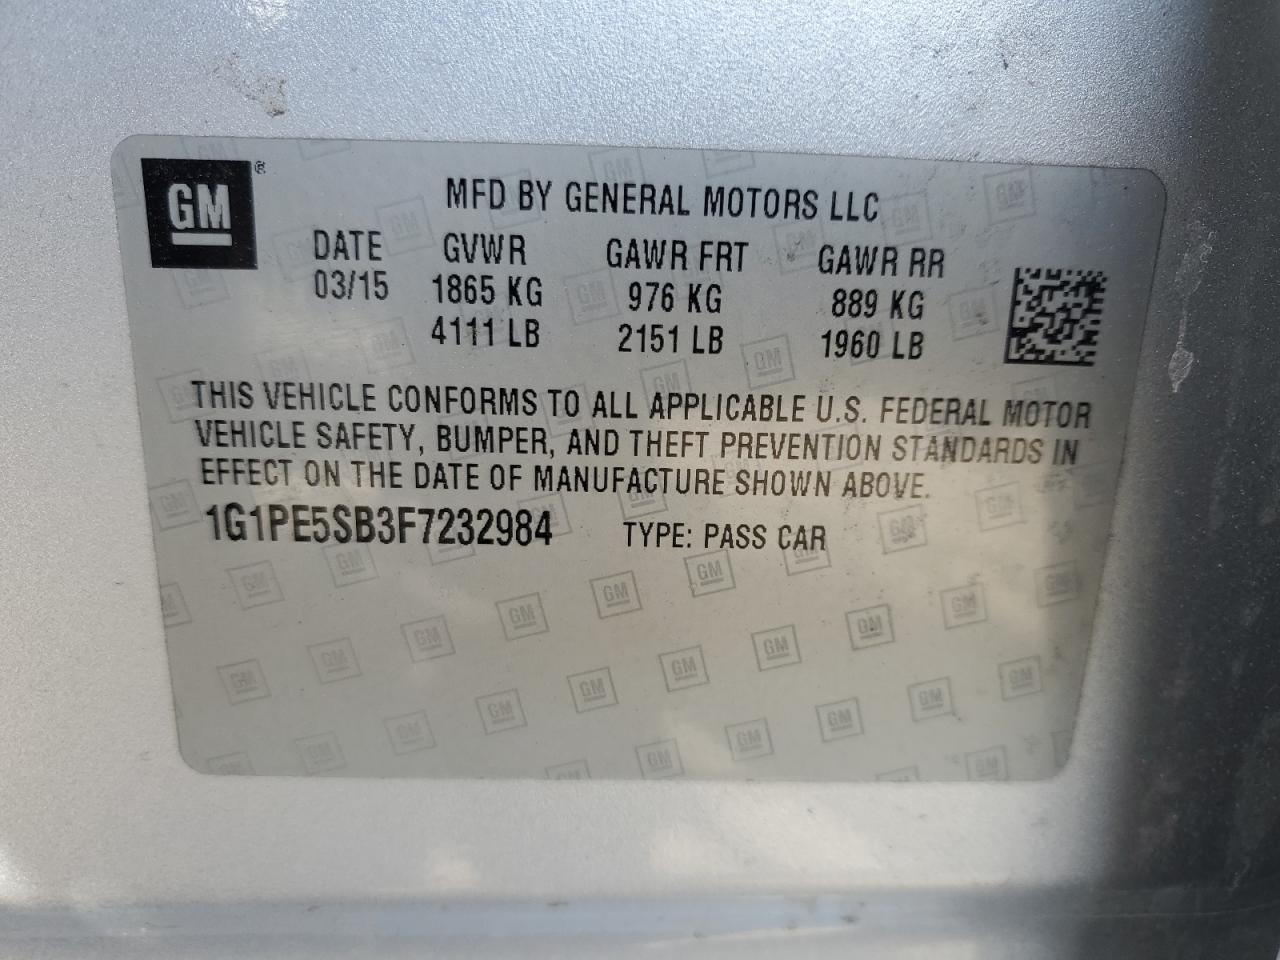 GM ®
MFD BY GENERAL MOTORS LLC
DATE GVWR GAWR FRT GAWR RR
03/15 1865 KG 976 KG 889 KG
4111 LB 2151 LB 1960 LB
THIS VEHICLE CONFORMS TO ALL APPLICABLE U.S. FEDERAL MOTOR
VEHICLE SAFETY, BUMPER, AND THEFT PREVENTION STANDARDS IN
EFFECT ON THE DATE OF MANUFACTURE SHOWN ABOVE.
1G1PE5SB3F7232984 TYPE: PASS CAR